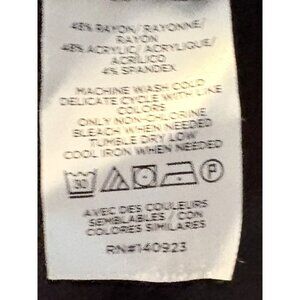 48% RAYON/RAYONNE/
RAYON
48% ACRYLIC/ACRYLIQUE/
ACRÍLICO
4% SPANDEX
MACHINE WASH COLD
DELICATE CYCLE WITH LIKE
COLORS
ONLY NON-CHLORINE
BLEACH WHEN NEEDED
TUMBLE DRY LOW
COOL IRON WHEN NEEDED
30 P
AVEC DES COULEURS
SEMBLABLES / CON
COLORES SIMILARES
RN#140923